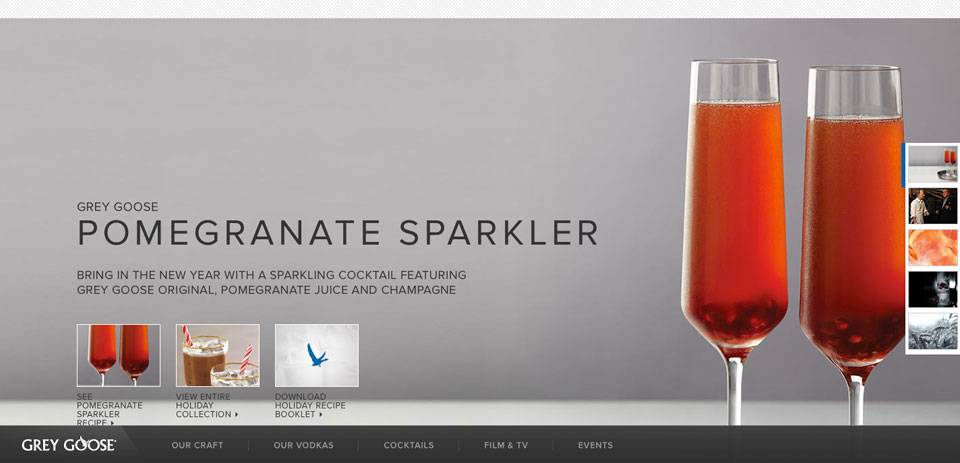 GREY GOOSE
POMEGRANATE SPARKLER
BRING IN THE NEW YEAR WITH A SPARKLING COCKTAIL FEATURING
GREY GOOSE ORIGINAL, POMEGRANATE JUICE AND CHAMPAGNE
SEE
POMEGRANATE
SPARKLER
RECIPE
VIEW ENTIRE
HOLIDAY
COLLECTION
DOWNLOAD
HOLIDAY RECIPE
BOOKLET
GREY GOOSE
OUR CRAFT
OUR VODKAS
COCKTAILS
FILM & TV
EVENTS